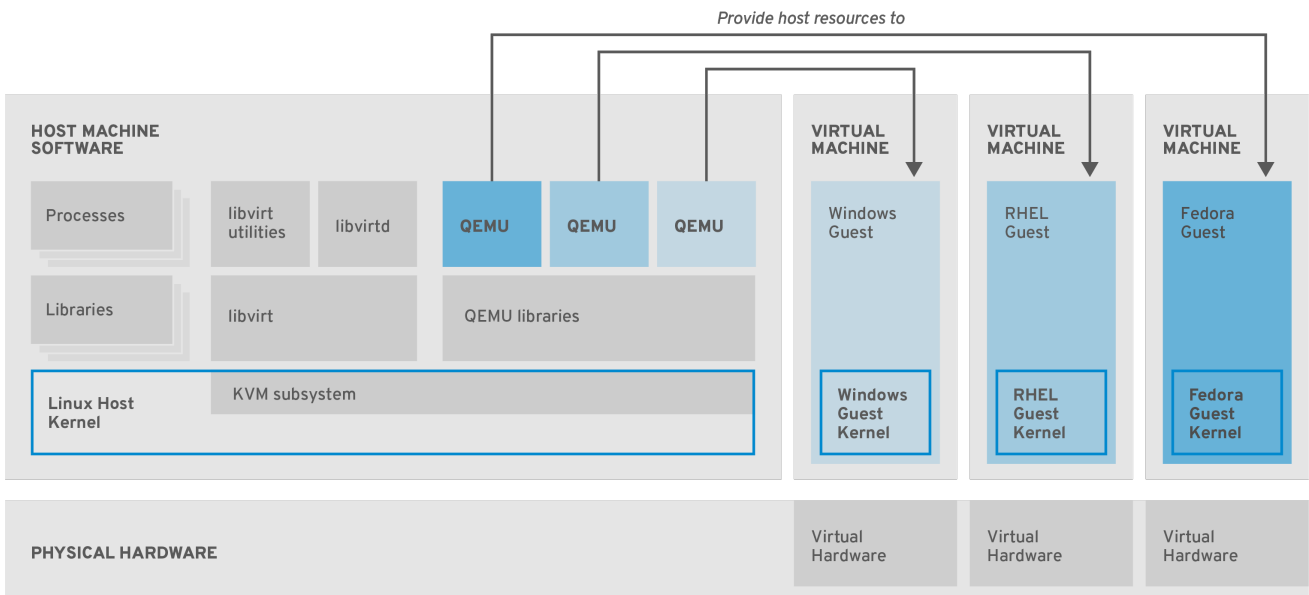 Provide host resources to
HOST MACHINE
SOFTWARE
Processes
libvirt
utilities
libvirtd
QEMU
QEMU
QEMU
Libraries
libvirt
QEMU libraries
Linux Host
Kernel
KVM subsystem
VIRTUAL
MACHINE
Windows
Guest
Windows
Guest
Kernel
VIRTUAL
MACHINE
RHEL
Guest
RHEL
Guest
Kernel
VIRTUAL
MACHINE
Fedora
Guest
Fedora
Guest
Kernel
PHYSICAL HARDWARE
Virtual
Hardware
Virtual
Hardware
Virtual
Hardware